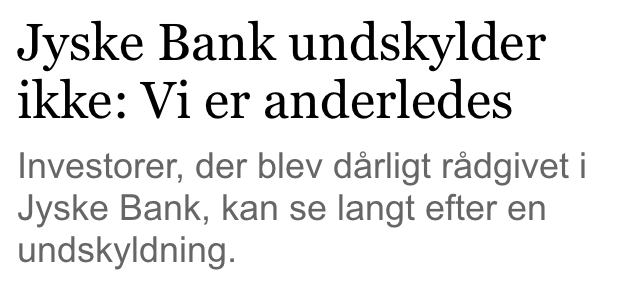 Jyske Bank undskylder
ikke: Vi er anderledes
Investorer, der blev dårligt rådgivet i
Jyske Bank, kan se langt efter en
undskyldning.